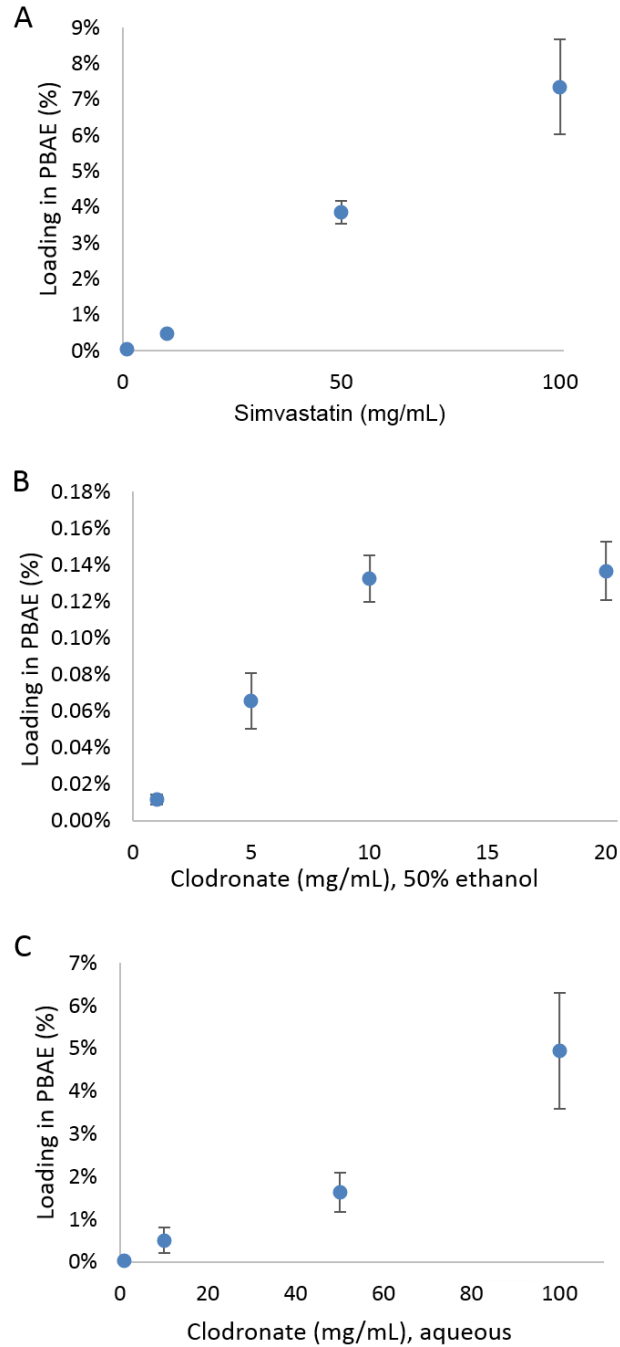 A
Loading in PBAE (%)
9%
8%
7%
6%
5%
4%
3%
2%
1%
0%
0 50 100
Simvastatin (mg/mL)
B
Loading in PBAE (%)
0.18%
0.16%
0.14%
0.12%
0.10%
0.08%
0.06%
0.04%
0.02%
0.00%
0 5 10 15 20
Clodronate (mg/mL), 50% ethanol
C
Loading in PBAE (%)
7%
6%
5%
4%
3%
2%
1%
0%
0 20 40 60 80 100
Clodronate (mg/mL), aqueous